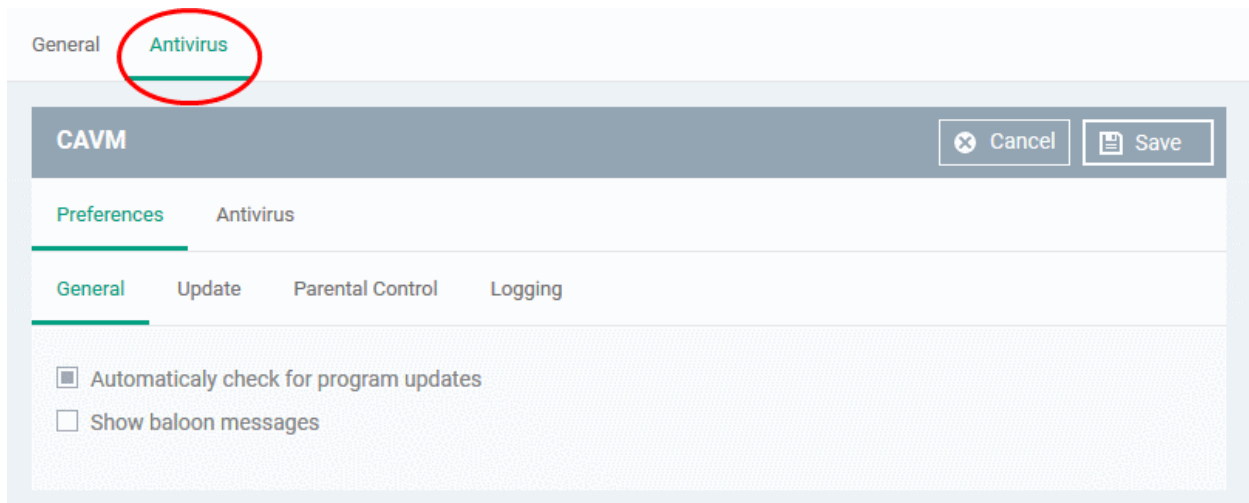 General Antivirus
CAVM Cancel Save
Preferences Antivirus
General Update Parental Control Logging
Automaticaly check for program updates
Show baloon messages